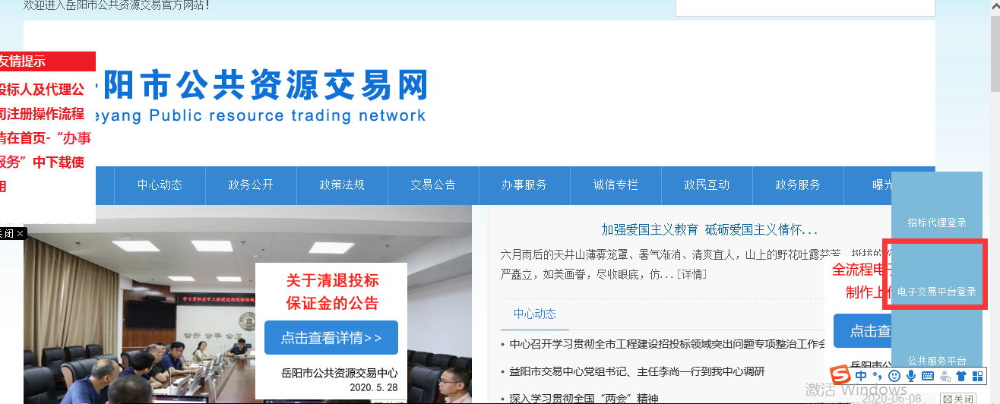 欢迎进入岳阳市公共资源交易官方网站!
友情提示
投标人及代理公
司注册操作流程
请在首页-“办事
服务”中下载使
用
关闭 ×
阳市公共资源交易网
eyang Public resource trading network
中心动态 政务公开 政策法规 交易公告 办事服务 诚信专栏 政民互动 政务服务 曝光
招标代理登录
电子交易平台登录
公共服务平台
关于清退投标
保证金的公告
点击查看详情>>
岳阳市公共资源交易中心
2020. 5. 28
公开 公平 公正
加强爱国主义教育 砥砺爱国主义情怀...
六月雨后的天井山薄雾笼罩、暑气渐消、清爽宜人，山上的野花吐露芬芳、挺拔的
严矗立，如美画眷，尽收眼底，仿...[详情]
全流程电子
制作上传
点击查
岳阳市公共资
中心动态
• 中心召开学习贯彻全市工程建设招投标领域突出问题专项整治工作会
• 益阳市交易中心党组书记、主任李尚一行到我中心调研
• 深入学习贯彻全国“两会”精神
2020-06-08
激活 Windows
中
关闭